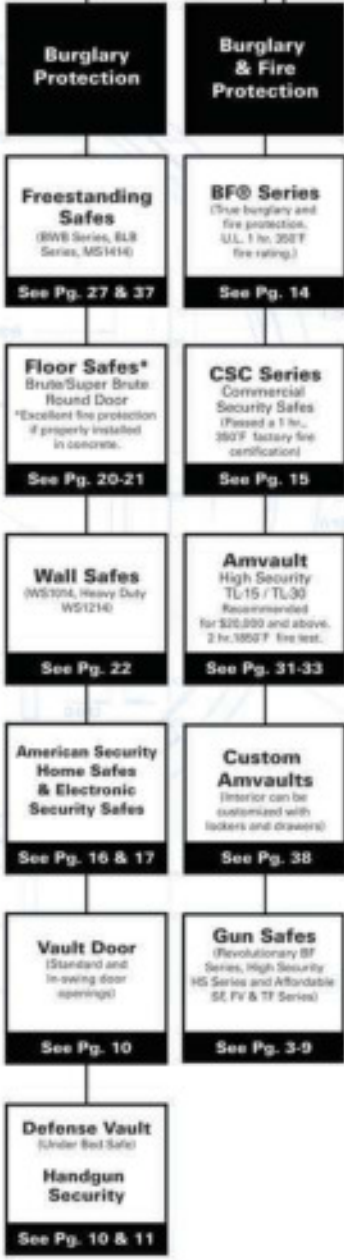 Burglary
Protection
Freestanding
Safes
(BWB Series, BLB
Series, MS1414)
See Pg. 27 & 37
Floor Safes*
Brute/Super Brute
Round Door
*Excellent fire protection
if properly installed
in concrete.
See Pg. 20-21
Wall Safes
(WS1014, Heavy Duty
WS1214)
See Pg. 22
American Security
Home Safes
& Electronic
Security Safes
See Pg. 16 & 17
Vault Door
(Standard and
In-swing door
openings)
See Pg. 10
Defense Vault
(Under Bed Safe)
Handgun
Security
See Pg. 10 & 11
Burglary
& Fire
Protection
BF® Series
(True burglary and
fire protection.
U.L. 1 hr. 350°F
fire rating.)
See Pg. 14
CSC Series
Commercial
Security Safes
(Passed a 1 hr.,
350°F factory fire
certification)
See Pg. 15
Amvault
High Security
TL-15 / TL-30
Recommended
for $20,000 and above.
2 hr.1850°F fire test.
See Pg. 31-33
Custom
Amvaults
(Interior can be
customized with
lockers and drawers)
See Pg. 38
Gun Safes
(Revolutionary BF
Series, High Security
HS Series and Affordable
SF, FV & TF Series)
See Pg. 3-9